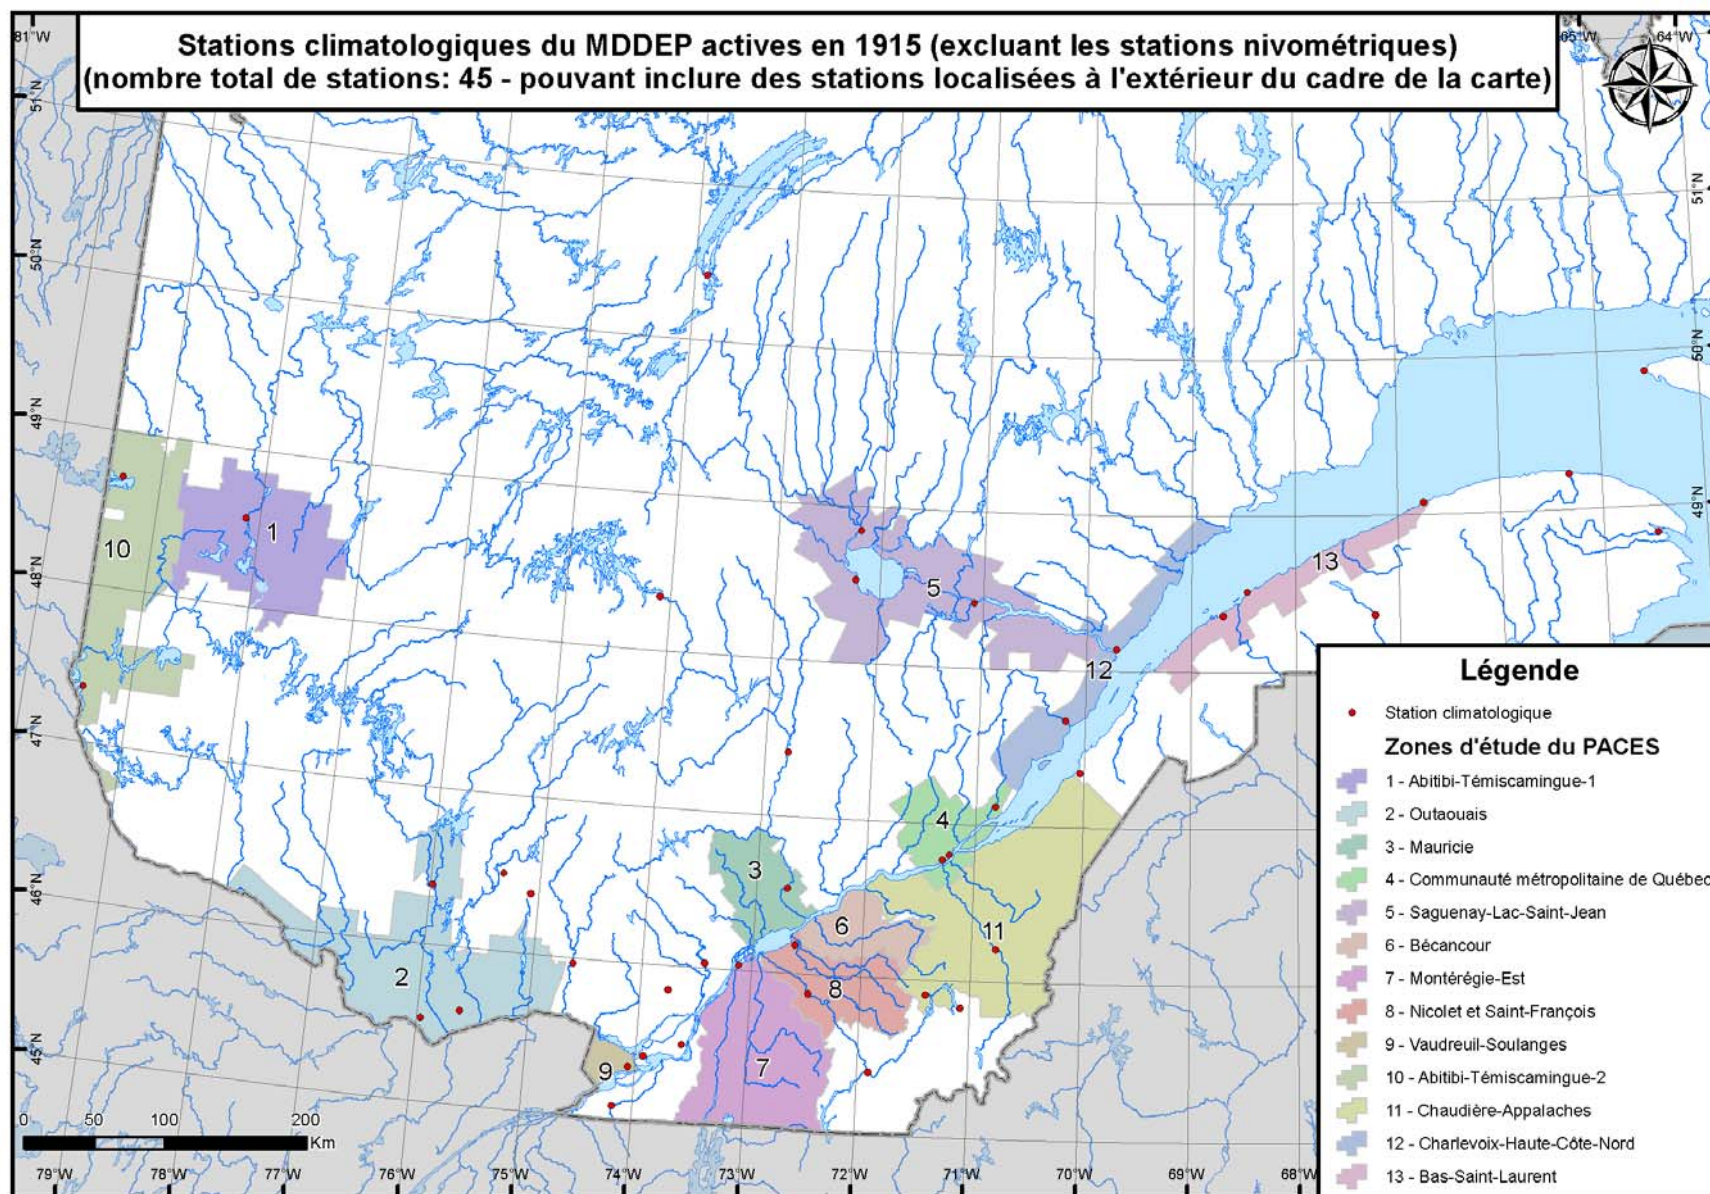 Stations climatologiques du MDDEP actives en 1915 (excluant les stations nivométriques)
(nombre total de stations: 45 - pouvant inclure des stations localisées à l'extérieur du cadre de la carte)
81°W
65°W
64°W
51°N
51°N
50°N
50°N
49°N
49°N
48°N
47°N
46°N
45°N
1
10
5
13
12
4
3
6
11
2
8
7
9
Légende
Station climatologique
Zones d'étude du PACES
1 - Abitibi-Témiscamingue-1
2 - Outaouais
3 - Mauricie
4 - Communauté métropolitaine de Québec
5 - Saguenay-Lac-Saint-Jean
6 - Bécancour
7 - Montérégie-Est
8 - Nicolet et Saint-François
9 - Vaudreuil-Soulanges
10 - Abitibi-Témiscamingue-2
11 - Chaudière-Appalaches
12 - Charlevoix-Haute-Côte-Nord
13 - Bas-Saint-Laurent
0 50 100 200
Km
79°W 78°W 77°W 76°W 75°W 74°W 73°W 72°W 71°W 70°W 69°W 68°W